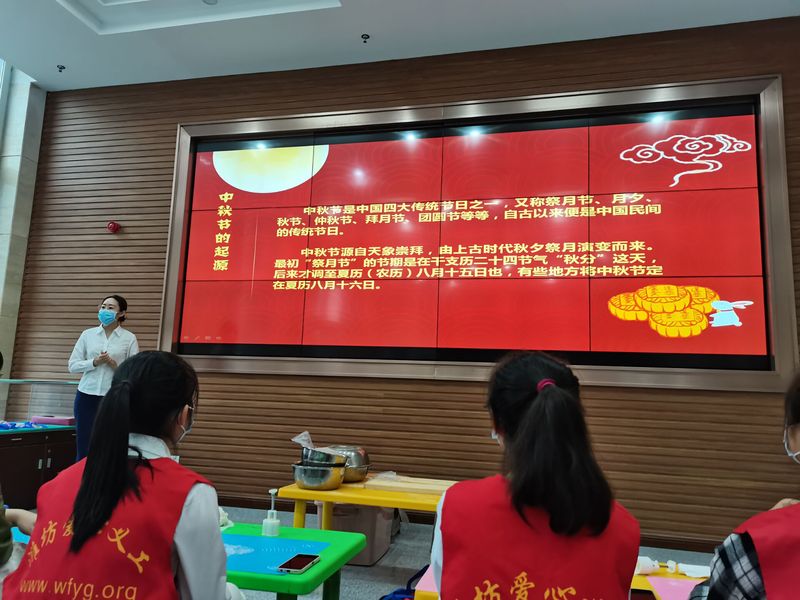 中秋节的起源
中秋节是中国四大传统节日之一，又称祭月节、月夕、
秋节、仲秋节、拜月节、团圆节等等，自古以来便是中国民间
的传统节日。
中秋节源自天象崇拜，由上古时代秋夕祭月演变而来。
最初“祭月节”的节期是在干支历二十四节气“秋分”这天，
后来才调至夏历（农历）八月十五日也，有些地方将中秋节定
在夏历八月十六日。
坊爱
www.wfyg.org
坊爱心